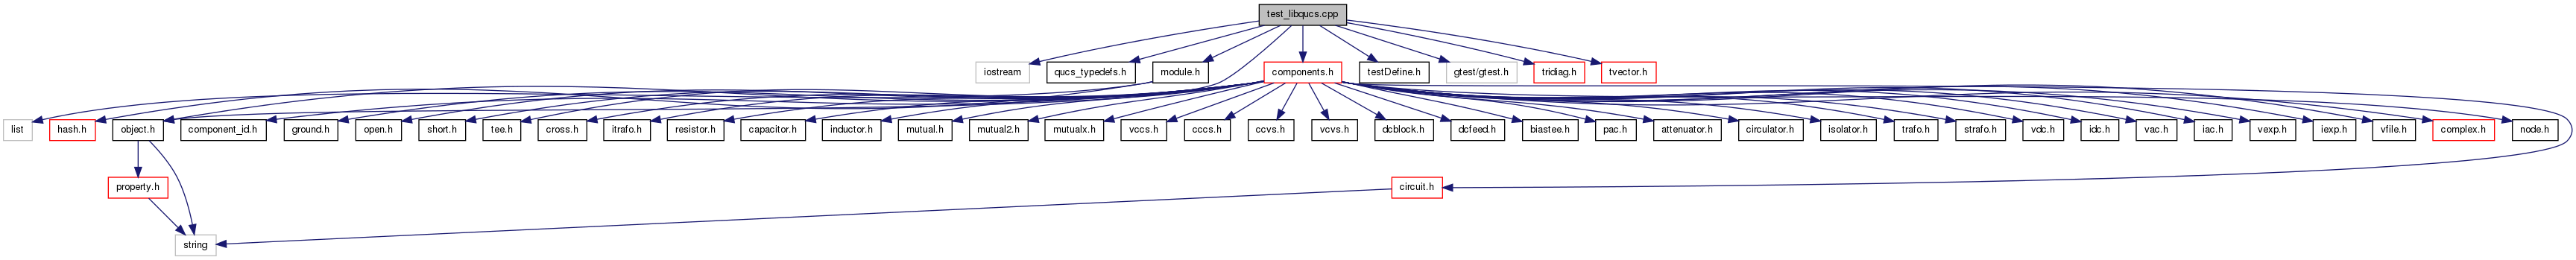 test_libqucs.cpp
iostream
qucs_typedefs.h
module.h
components.h
testDefine.h
gtest/gtest.h
tridiag.h
tvector.h
list
hash.h
object.h
component_id.h
ground.h
open.h
short.h
tee.h
cross.h
itrafo.h
resistor.h
capacitor.h
inductor.h
mutual.h
mutual2.h
mutualx.h
vccs.h
cccs.h
ccvs.h
vcvs.h
dcblock.h
dcfeed.h
biastee.h
pac.h
attenuator.h
circulator.h
isolator.h
trafo.h
strafo.h
vdc.h
idc.h
vac.h
iac.h
vexp.h
iexp.h
vfile.h
complex.h
node.h
property.h
circuit.h
string